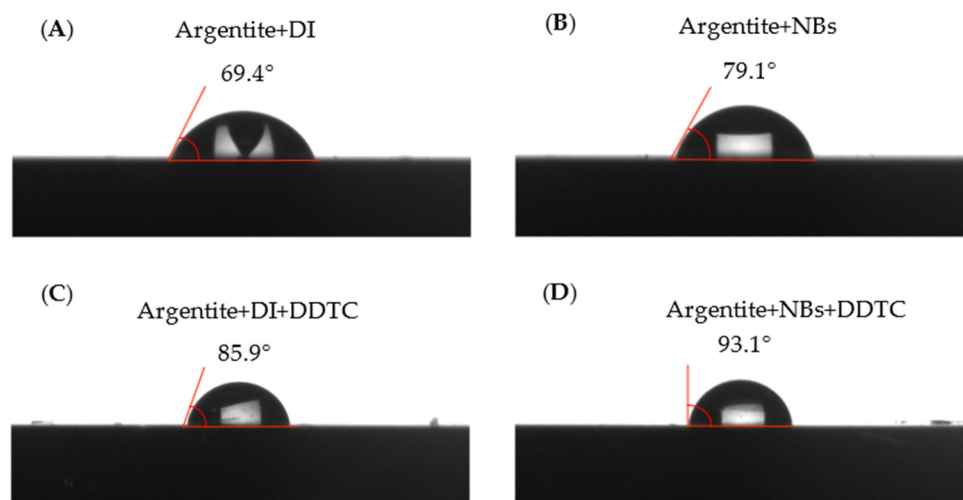 (A)
Argentite+DI
69.4°
(B)
Argentite+NBs
79.1°
(C)
Argentite+DI+DDTC
85.9°
(D)
Argentite+NBs+DDTC
93.1°